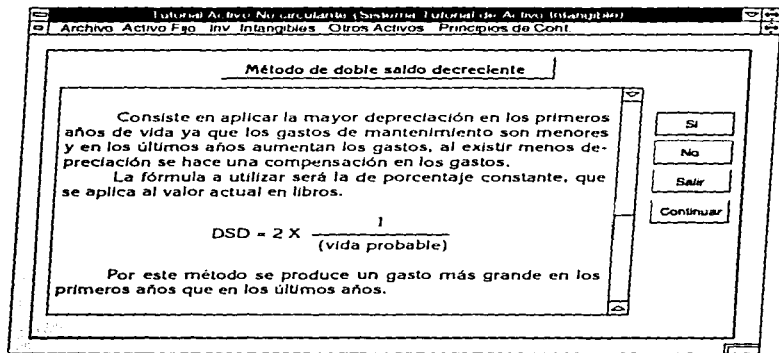 Tutorial Activo No circulante (Sistema Tutorial de Activo Intangible)
Archivo Activo Fijo Inv Intangibles Otros Activos Principios de Cont.
Método de doble saldo decreciente
Consiste en aplicar la mayor depreciación en los primeros
años de vida ya que los gastos de mantenimiento son menores
y en los últimos años aumentan los gastos, al existir menos de-
preciación se hace una compensación en los gastos.
La fórmula a utilizar será la de porcentaje constante, que
se aplica al valor actual en libros.
DSD = 2 X 1
(vida probable)
Por este método se produce un gasto más grande en los
primeros años que en los últimos años.
Si
No
Salir
Continuar